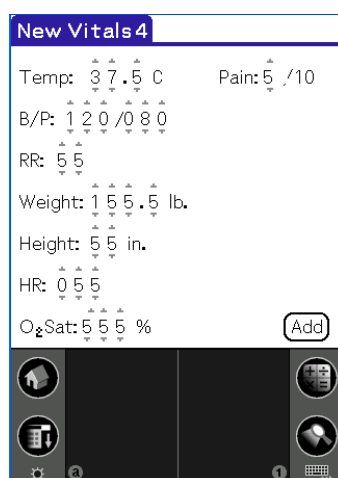 New Vitals4
Temp: 37.5 C Pain: 5 /10
B/P: 120/080
RR: 55
Weight: 155.5 lb.
Height: 55 in.
HR: 055
O2Sat: 555 %
Add
a 1